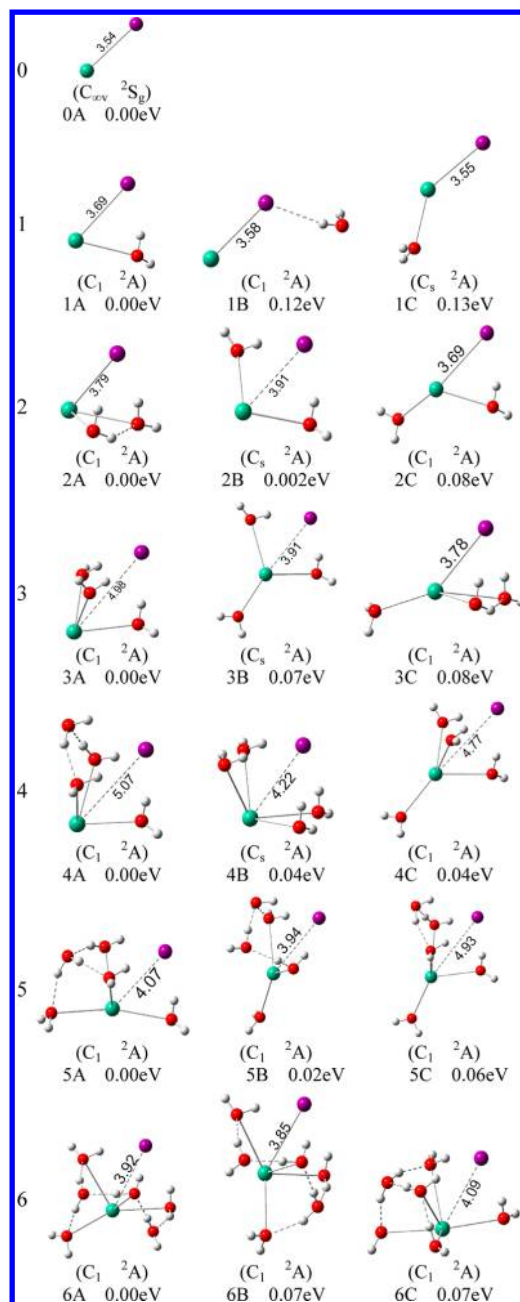 3.54
0
(C∞v ²Sg)
0A 0.00eV
3.69 3.58 3.55
1
(C₁ ²A) (C₁ ²A) (Cₛ ²A)
1A 0.00eV 1B 0.12eV 1C 0.13eV
3.79 3.91 3.69
2
(C₁ ²A) (Cₛ ²A) (C₁ ²A)
2A 0.00eV 2B 0.002eV 2C 0.08eV
4.98 3.91 3.78
3
(C₁ ²A) (Cₛ ²A) (C₁ ²A)
3A 0.00eV 3B 0.07eV 3C 0.08eV
5.07 4.22 4.77
4
(C₁ ²A) (Cₛ ²A) (C₁ ²A)
4A 0.00eV 4B 0.04eV 4C 0.04eV
4.07 3.94 4.93
5
(C₁ ²A) (C₁ ²A) (C₁ ²A)
5A 0.00eV 5B 0.02eV 5C 0.06eV
3.92 3.85 4.09
6
(C₁ ²A) (C₁ ²A) (C₁ ²A)
6A 0.00eV 6B 0.07eV 6C 0.07eV